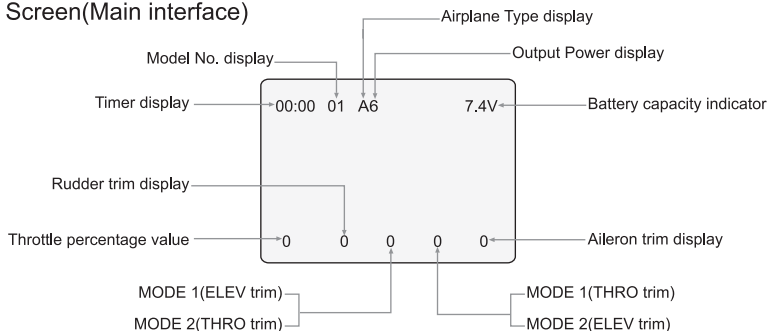 Screen(Main interface)
Airplane Type display
Output Power display
Model No. display
Timer display
00:00 01 A6 7.4V
Battery capacity indicator
Rudder trim display
Throttle percentage value
0 0 0 0 0
Aileron trim display
MODE 1(ELEV trim)
MODE 1(THRO trim)
MODE 2(THRO trim)
MODE 2(ELEV trim)